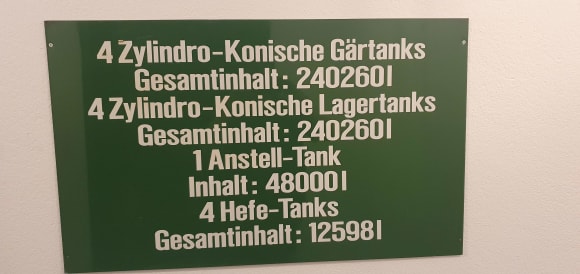 4 Zylindro-Konische Gärtanks
Gesamtinhalt: 240260 l
4 Zylindro-Konische Lagertanks
Gesamtinhalt: 240260 l
1 Anstell-Tank
Inhalt: 48000 l
4 Hefe-Tanks
Gesamtinhalt: 12598 l